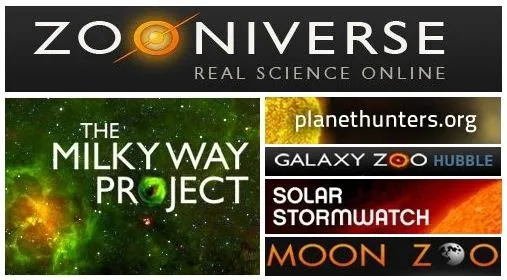 ZOONIVERSE
REAL SCIENCE ONLINE
THE
MILKY WAY
PROJECT
planethunters.org
GALAXY ZOO HUBBLE
SOLAR
STORMWATCH
MOON ZOO